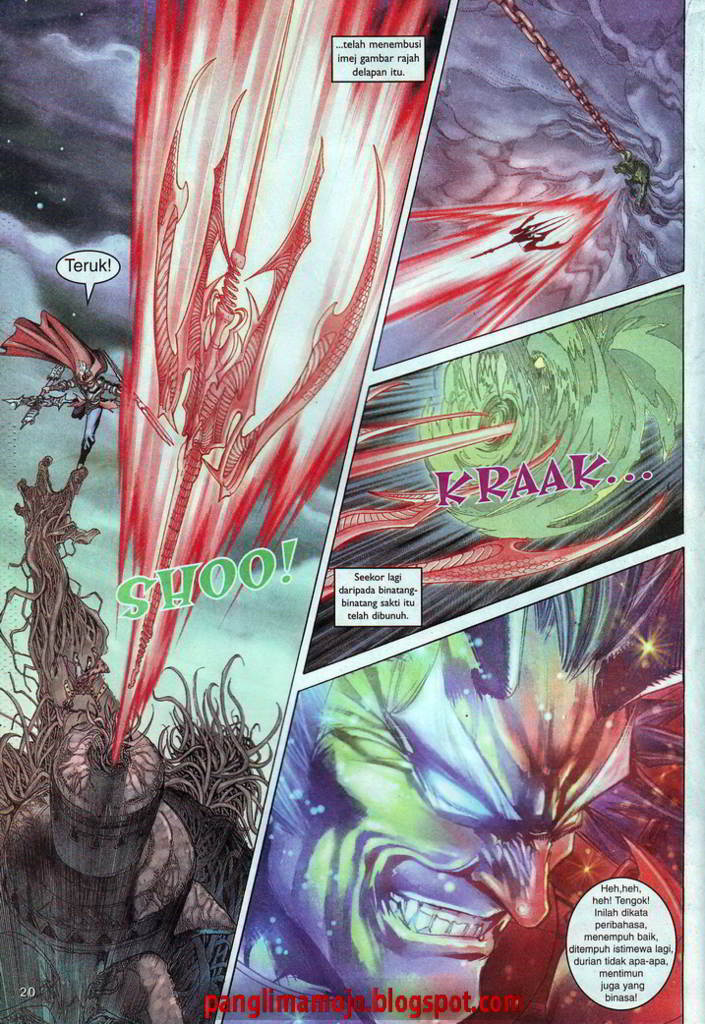 ...telah menembusi
imej gambar rajah
delapan itu.
Teruk!
SHOO!
KRAAK...
Seekor lagi
daripada binatang-
binatang sakti itu
telah dibunuh.
Heh,heh,
heh! Tengok!
Inilah dikata
peribahasa,
menempuh baik,
ditempuh istimewa lagi,
durian tidak apa-apa,
mentimun
juga yang
binasa!
20
panglimamojo.blogspot.com